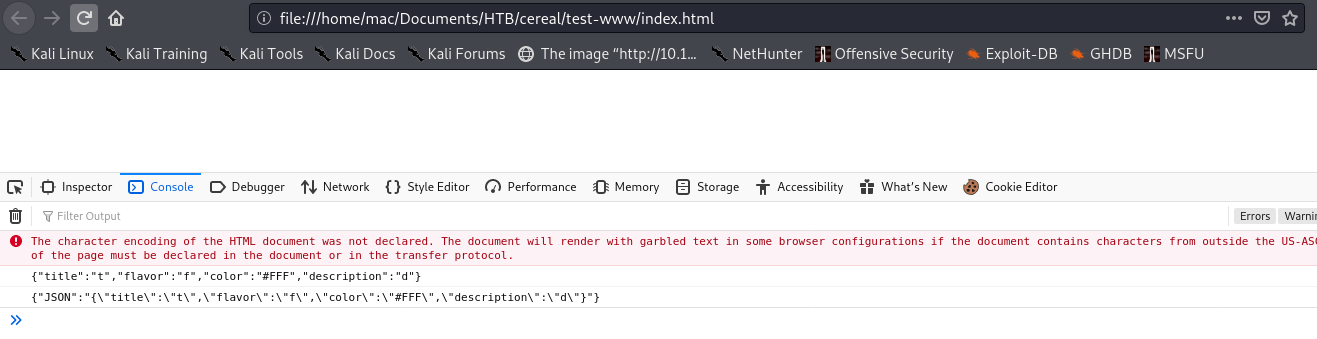 file:///home/mac/Documents/HTB/cereal/test-www/index.html
Kali Linux Kali Training Kali Tools Kali Docs Kali Forums The image “http://10.1... NetHunter Offensive Security Exploit-DB GHDB MSFU
Inspector Console Debugger Network Style Editor Performance Memory Storage Accessibility What's New Cookie Editor
Filter Output Errors Warnin
The character encoding of the HTML document was not declared. The document will render with garbled text in some browser configurations if the document contains characters from outside the US-ASC
of the page must be declared in the document or in the transfer protocol.
{"title":"t","flavor":"f","color":"#FFF","description":"d"}
{"JSON":"{\"title\":\"t\",\"flavor\":\"f\",\"color\":\"#FFF\",\"description\":\"d\"}"}